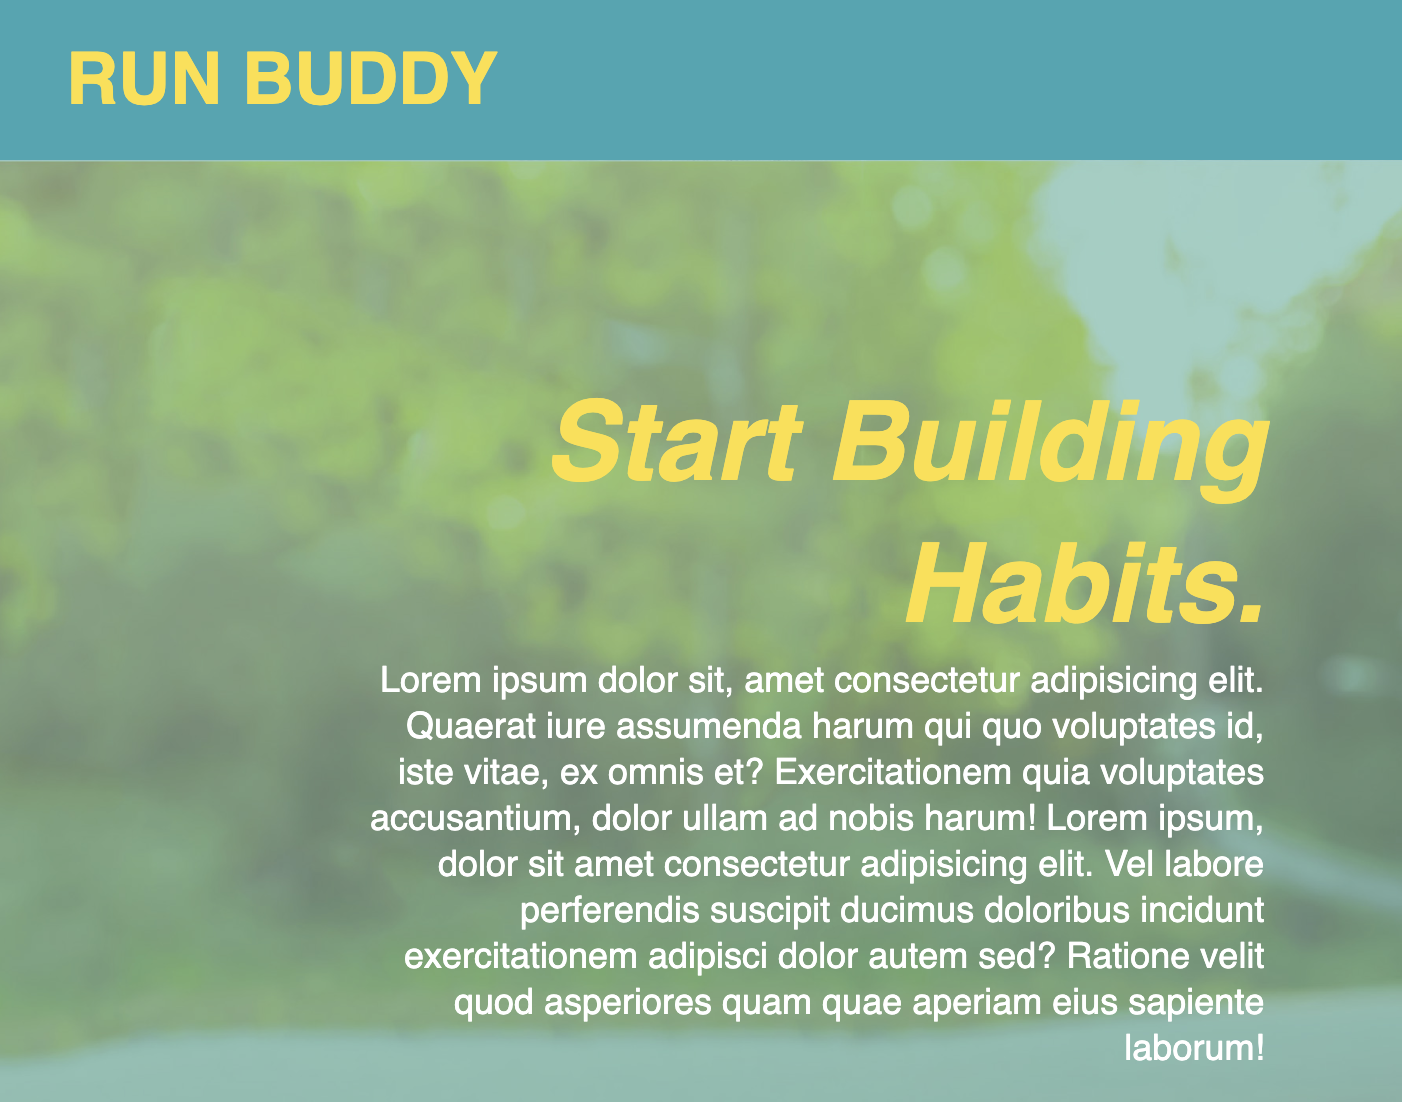 RUN BUDDY
Start Building
Habits.
Lorem ipsum dolor sit, amet consectetur adipisicing elit.
Quaerat iure assumenda harum qui quo voluptates id,
iste vitae, ex omnis et? Exercitationem quia voluptates
accusantium, dolor ullam ad nobis harum! Lorem ipsum,
dolor sit amet consectetur adipisicing elit. Vel labore
perferendis suscipit ducimus doloribus incidunt
exercitationem adipisci dolor autem sed? Ratione velit
quod asperiores quam quae aperiam eius sapiente
laborum!